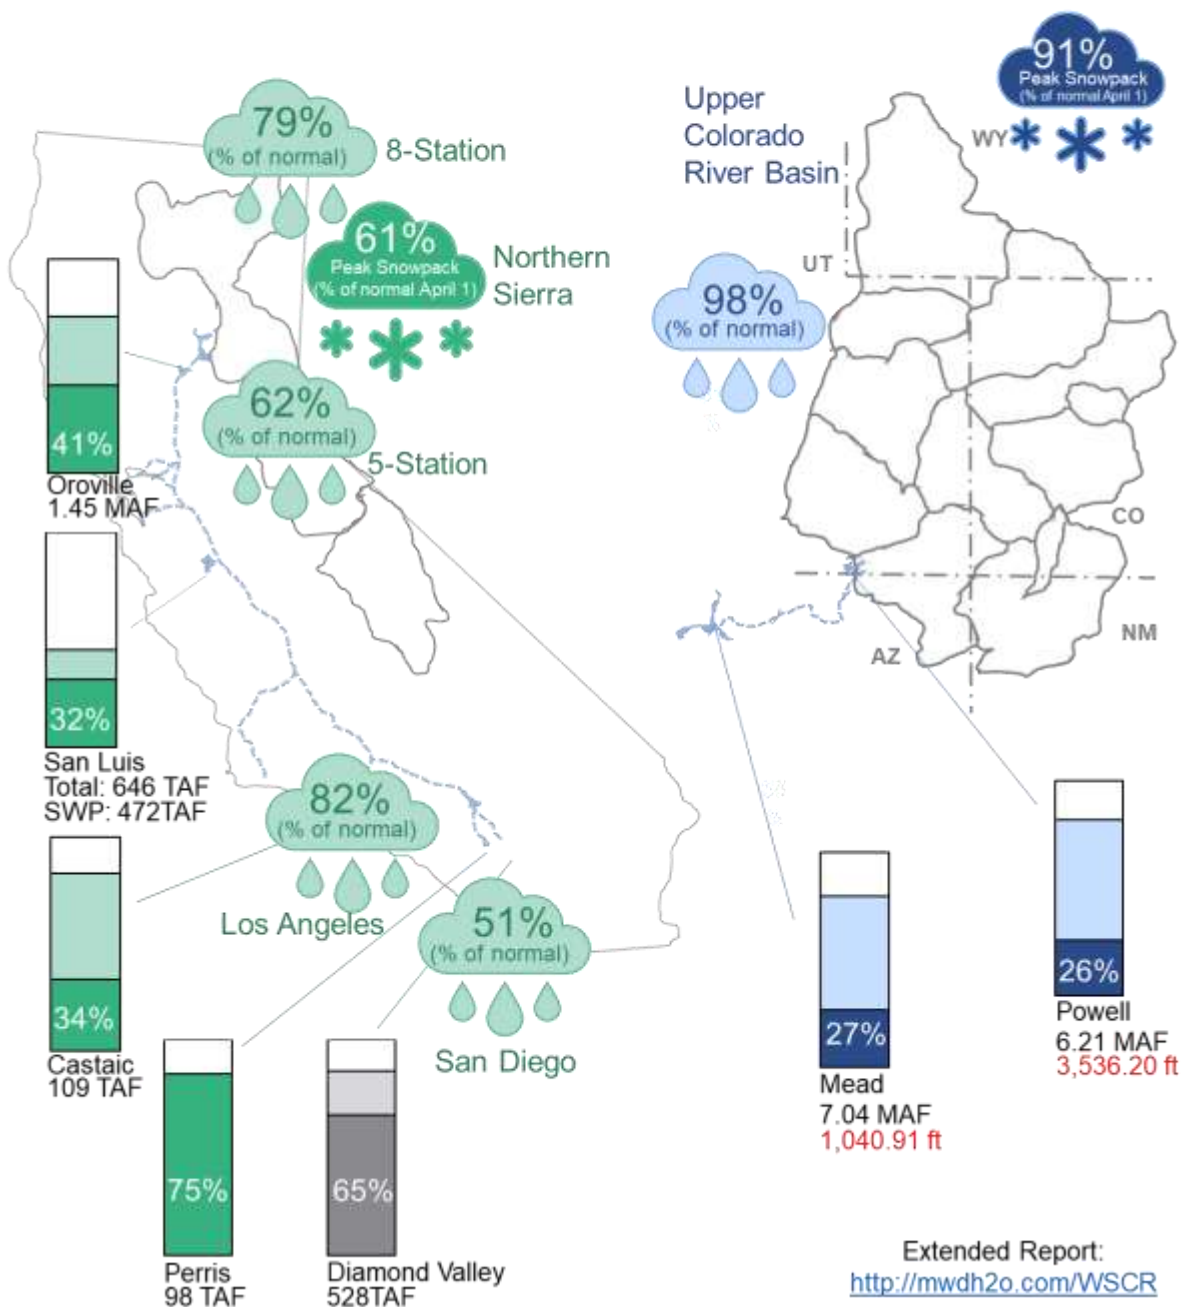 91%
Peak Snowpack
(% of normal April 1)
Upper
Colorado
River Basin
WY
79%
(% of normal)
8-Station
61%
Peak Snowpack
(% of normal April 1)
Northern
Sierra
UT
98%
(% of normal)
62%
(% of normal)
5-Station
41%
Oroville
1.45 MAF
CO
NM
AZ
32%
San Luis
Total: 646 TAF
SWP: 472TAF
82%
(% of normal)
Los Angeles
51%
(% of normal)
San Diego
34%
Castaic
109 TAF
75%
Perris
98 TAF
65%
Diamond Valley
528TAF
27%
Mead
7.04 MAF
1,040.91 ft
26%
Powell
6.21 MAF
3,536.20 ft
Extended Report:
http://mwdh2o.com/WSCR